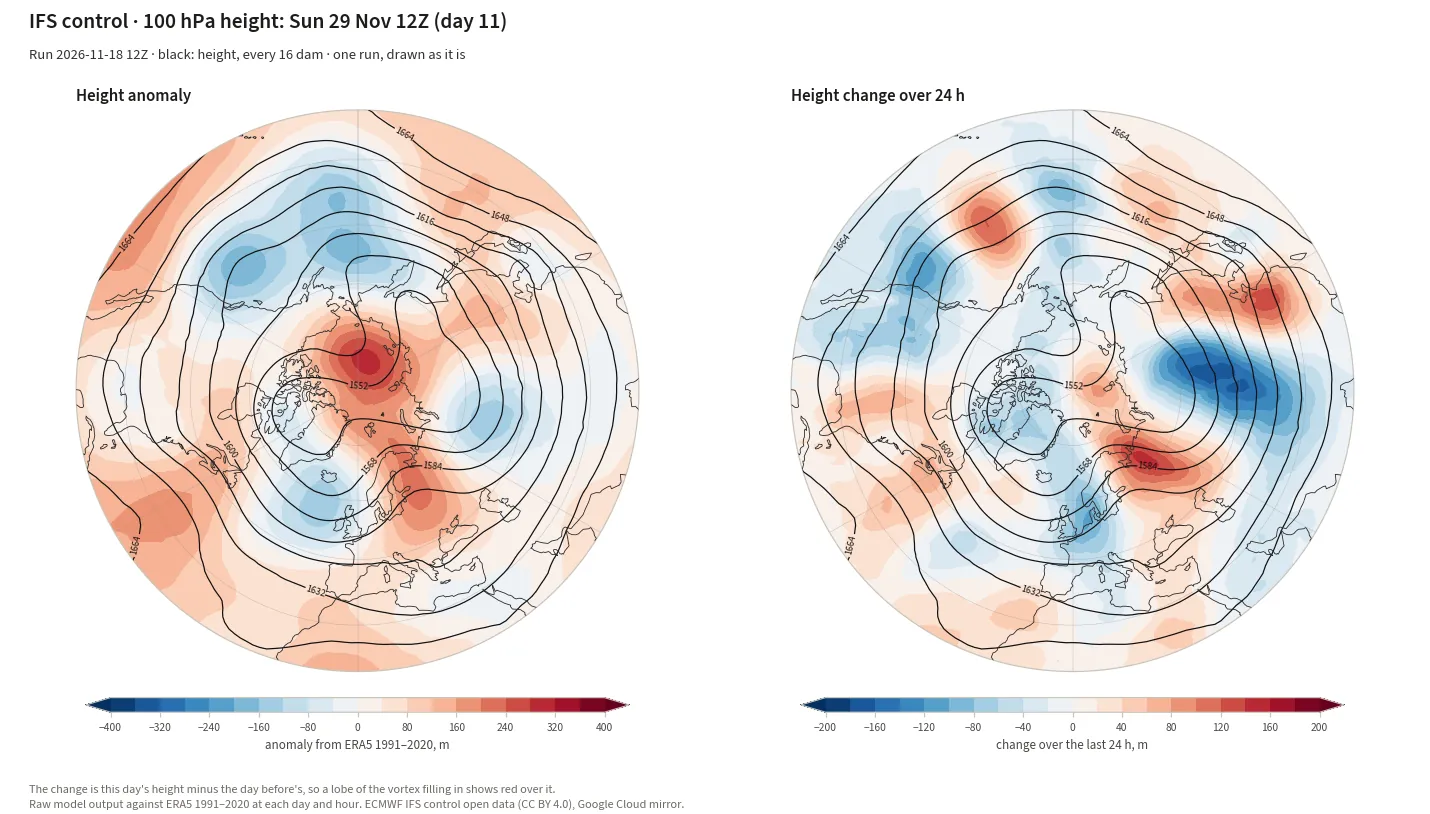 IFS control · 100 hPa height: Sun 29 Nov 12Z (day 11)
Run 2026-11-18 12Z · black: height, every 16 dam · one run, drawn as it is
Height anomaly
Height change over 24 h
1664
1616
1648
1664
1552
1600
1568
1584
1664
1632
1664
1616
1648
1664
1552
1600
1568
1584
1664
1632
−400 −320 −240 −160 −80 0 80 160 240 320 400
anomaly from ERA5 1991–2020, m
−200 −160 −120 −80 −40 0 40 80 120 160 200
change over the last 24 h, m
The change is this day's height minus the day before's, so a lobe of the vortex filling in shows red over it.
Raw model output against ERA5 1991–2020 at each day and hour. ECMWF IFS control open data (CC BY 4.0), Google Cloud mirror.